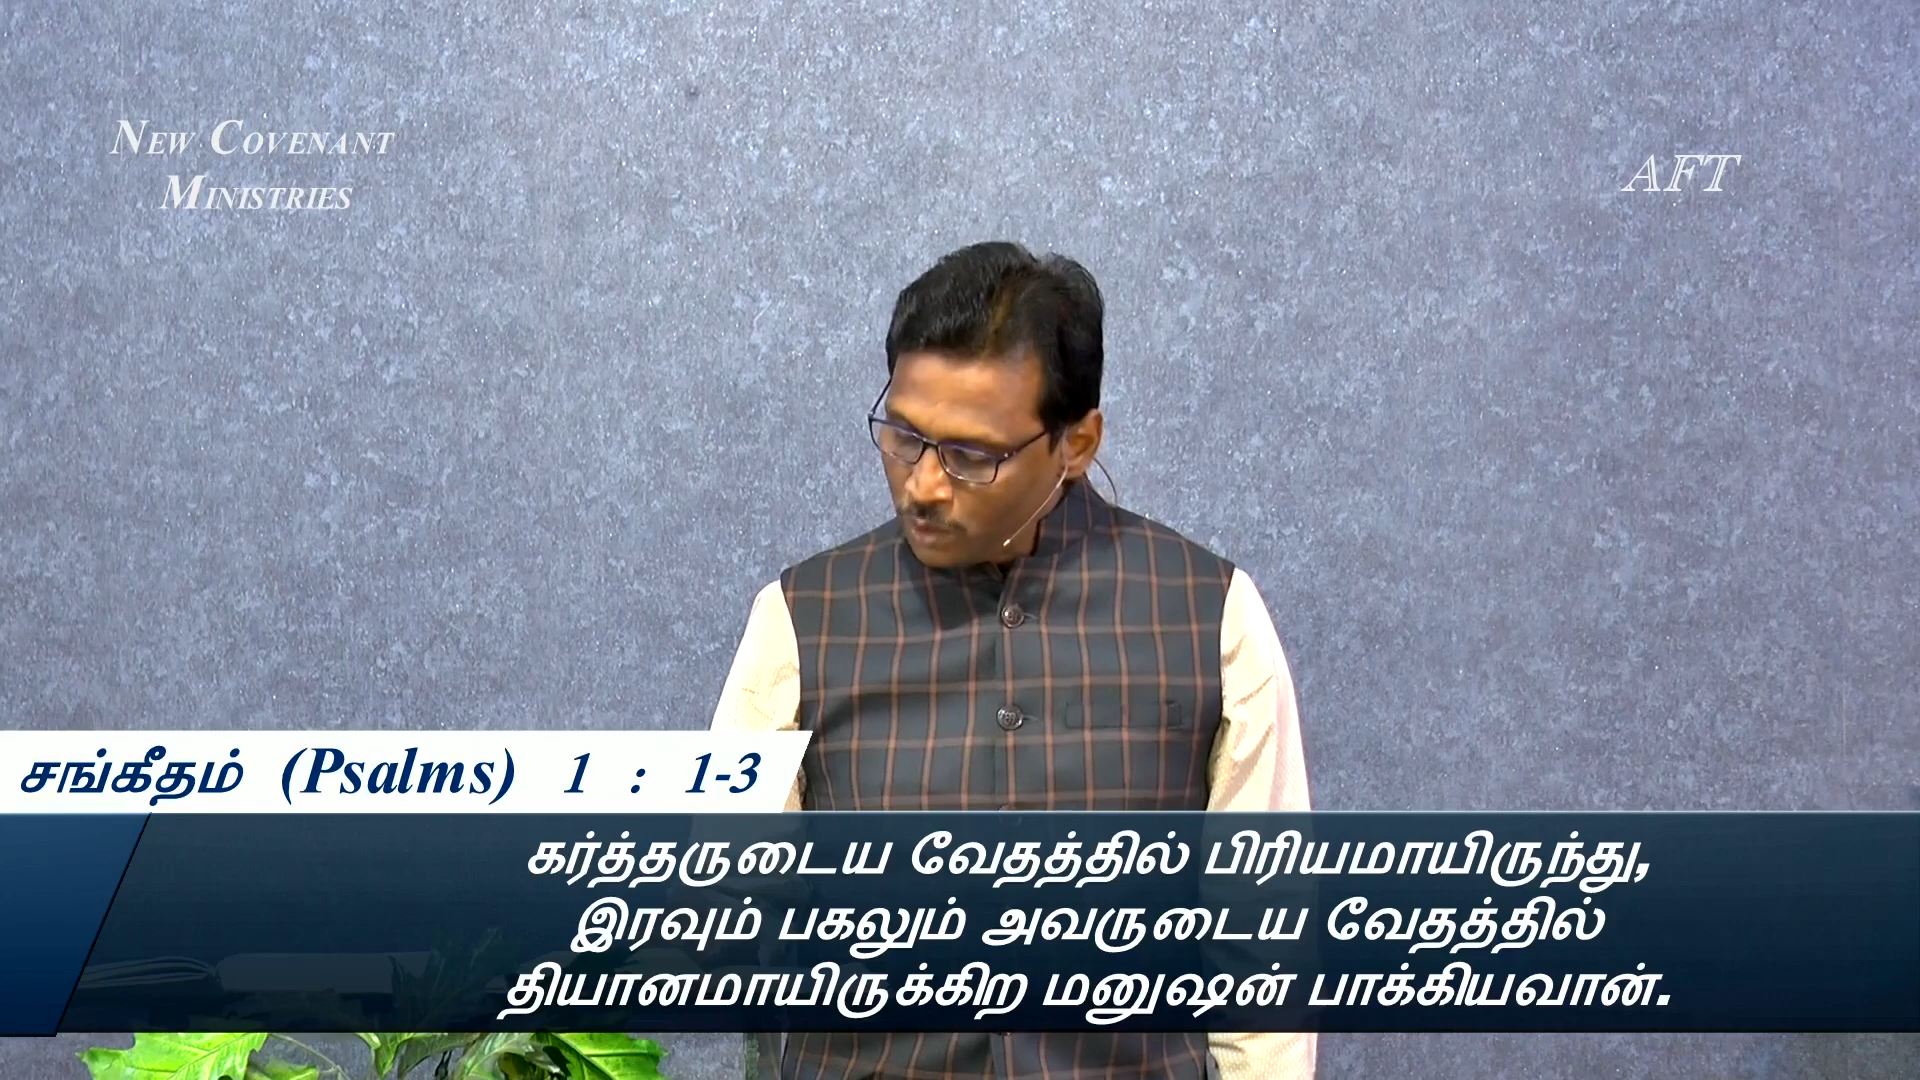 NEW COVENANT
MINISTRIES
AFT
சங்கீதம் (Psalms) 1 : 1-3
கர்த்தருடைய வேதத்தில் பிரியமாயிருந்து,
இரவும் பகலும் அவருடைய வேதத்தில்
தியானமாயிருக்கிற மனுஷன் பாக்கியவான்.